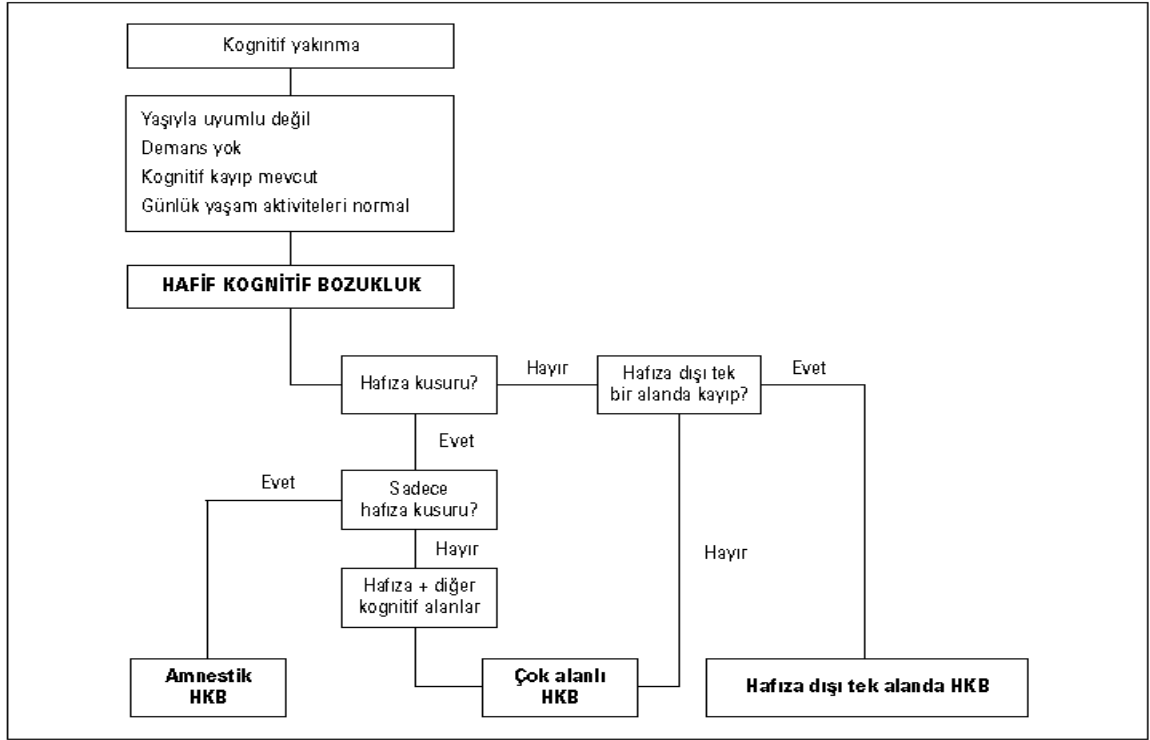 Kognitif yakınma
Yaşıyla uyumlu değil
Demans yok
Kognitif kayıp mevcut
Günlük yaşam aktiviteleri normal
HAFİF KOGNİTİF BOZUKLUK
Hafıza kusuru?
Hayır
Hafıza dışı tek
bir alanda kayıp?
Evet
Evet
Evet
Sadece
hafıza kusuru?
Hayır
Hayır
Hafıza + diğer
kognitif alanlar
Amnestik
HKB
Çok alanlı
HKB
Hafıza dışı tek alanda HKB